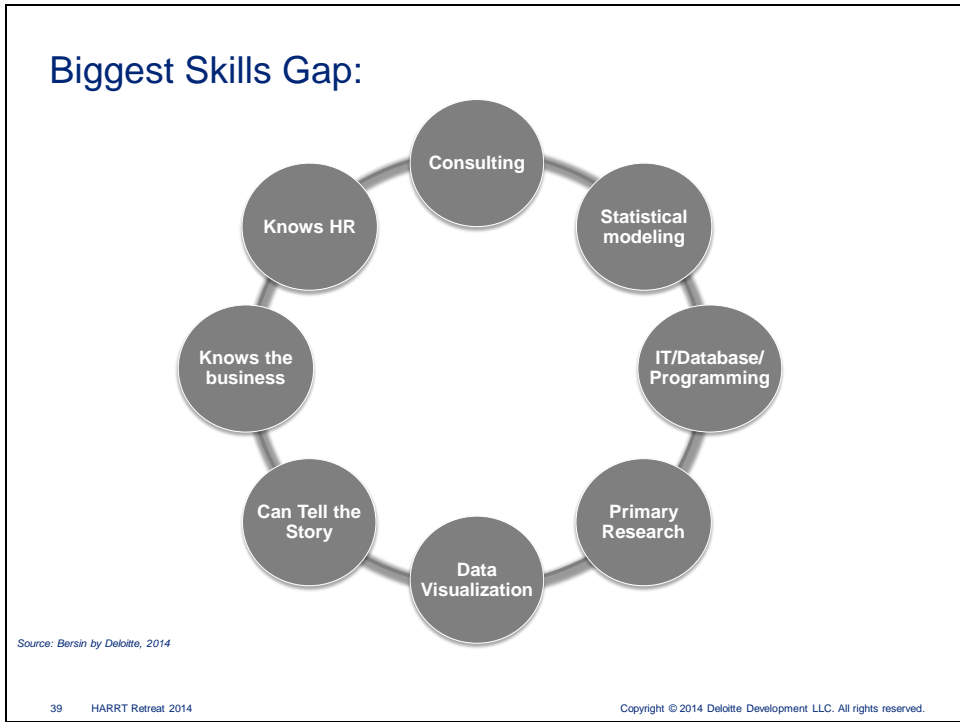 Biggest Skills Gap:
Consulting
Statistical
modeling
IT/Database/
Programming
Primary
Research
Data
Visualization
Can Tell the
Story
Knows the
business
Knows HR
Source: Bersin by Deloitte, 2014
39 HARRT Retreat 2014 Copyright © 2014 Deloitte Development LLC. All rights reserved.